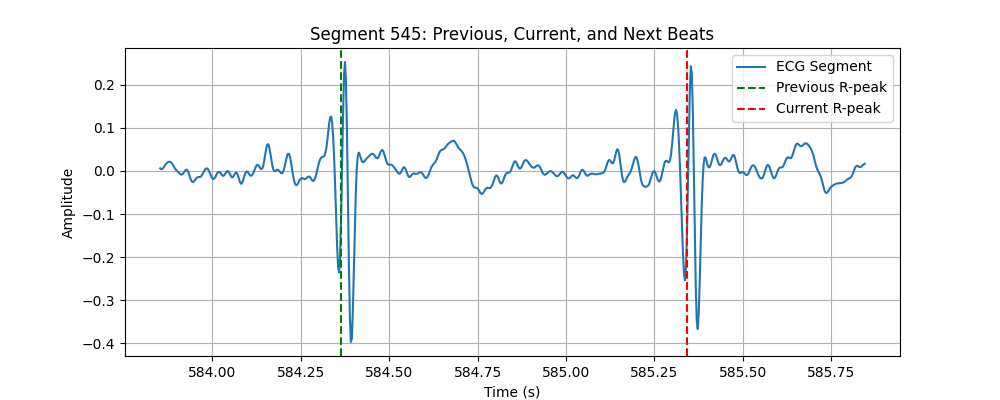 Segment 545: Previous, Current, and Next Beats
ECG Segment
Previous R-peak
Current R-peak
Amplitude
0.2
0.1
0.0
−0.1
−0.2
−0.3
−0.4
584.00 584.25 584.50 584.75 585.00 585.25 585.50 585.75
Time (s)